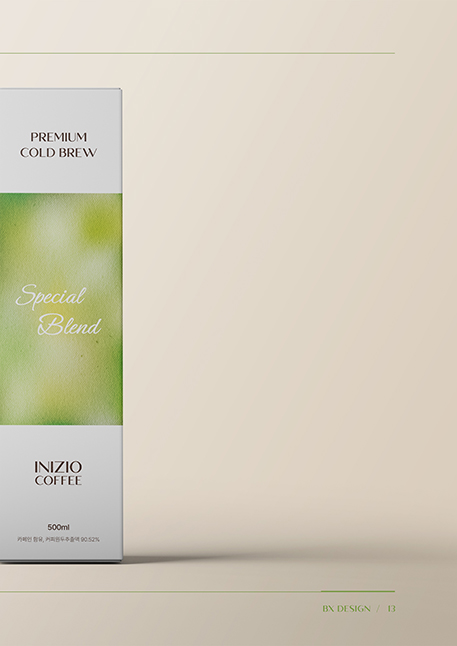 PREMIUM
COLD BREW
Special
Blend
INIZIO
COFFEE
500ml
카페인 함유, 커피원두추출액 90.52%
BX DESIGN / 13